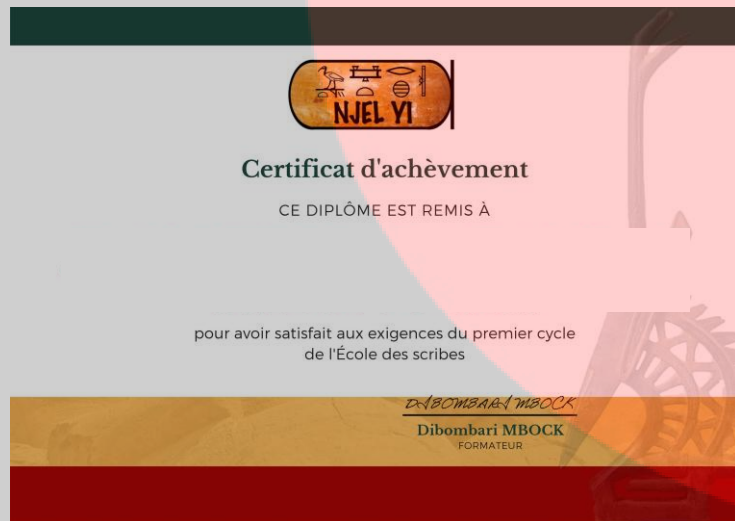 NJEL YI
Certificat d'achèvement
CE DIPLÔME EST REMIS À
pour avoir satisfait aux exigences du premier cycle
de l'École des scribes
DIBOMBARI MBOCK
Dibombari MBOCK
FORMATEUR